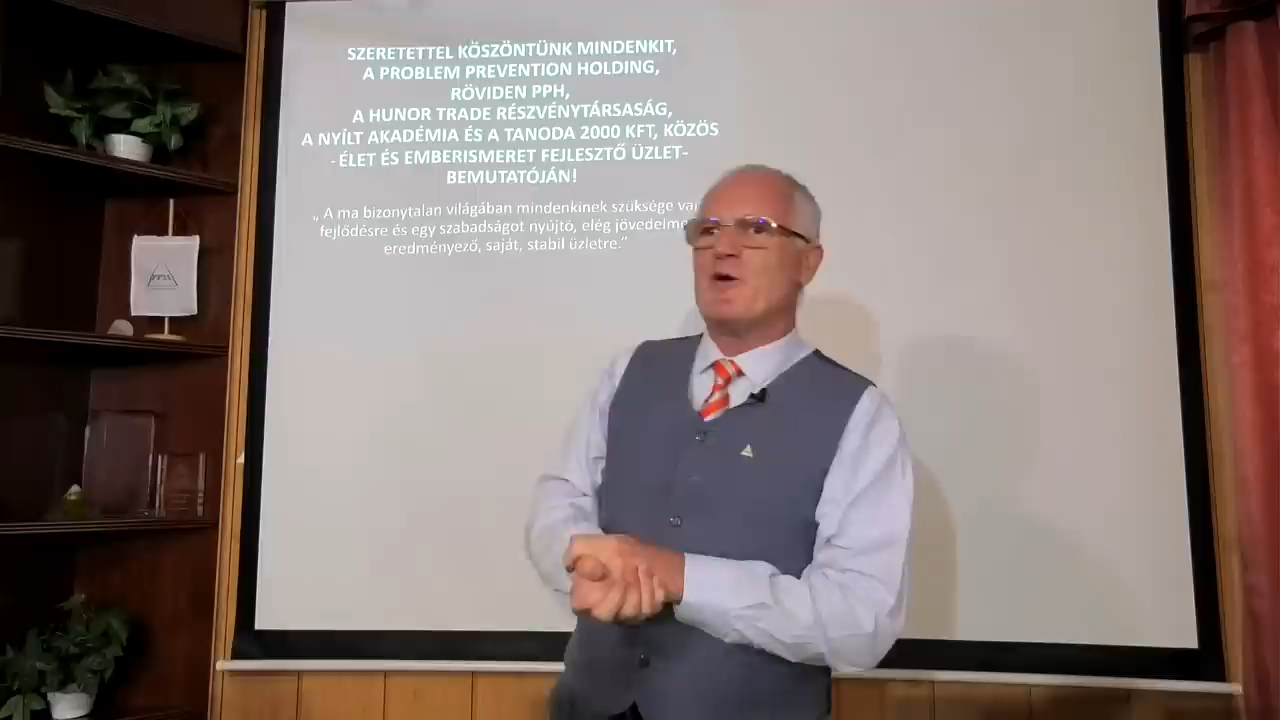 SZERETETTEL KÖSZÖNTÜNK MINDENKIT,
A PROBLEM PREVENTION HOLDING,
RÖVIDEN PPH,
A HUNOR TRADE RÉSZVÉNYTÁRSASÁG,
A NYÍLT AKADÉMIA ÉS A TANODA 2000 KFT, KÖZÖS
- ÉLET ÉS EMBERISMERET FEJLESZTŐ ÜZLET-
BEMUTATÓJÁN!
„ A ma bizonytalan világában mindenkinek szüksége
fejlődésre és egy szabadságot nyújtó, elég
eredményező, saját, stabil üzletre.”